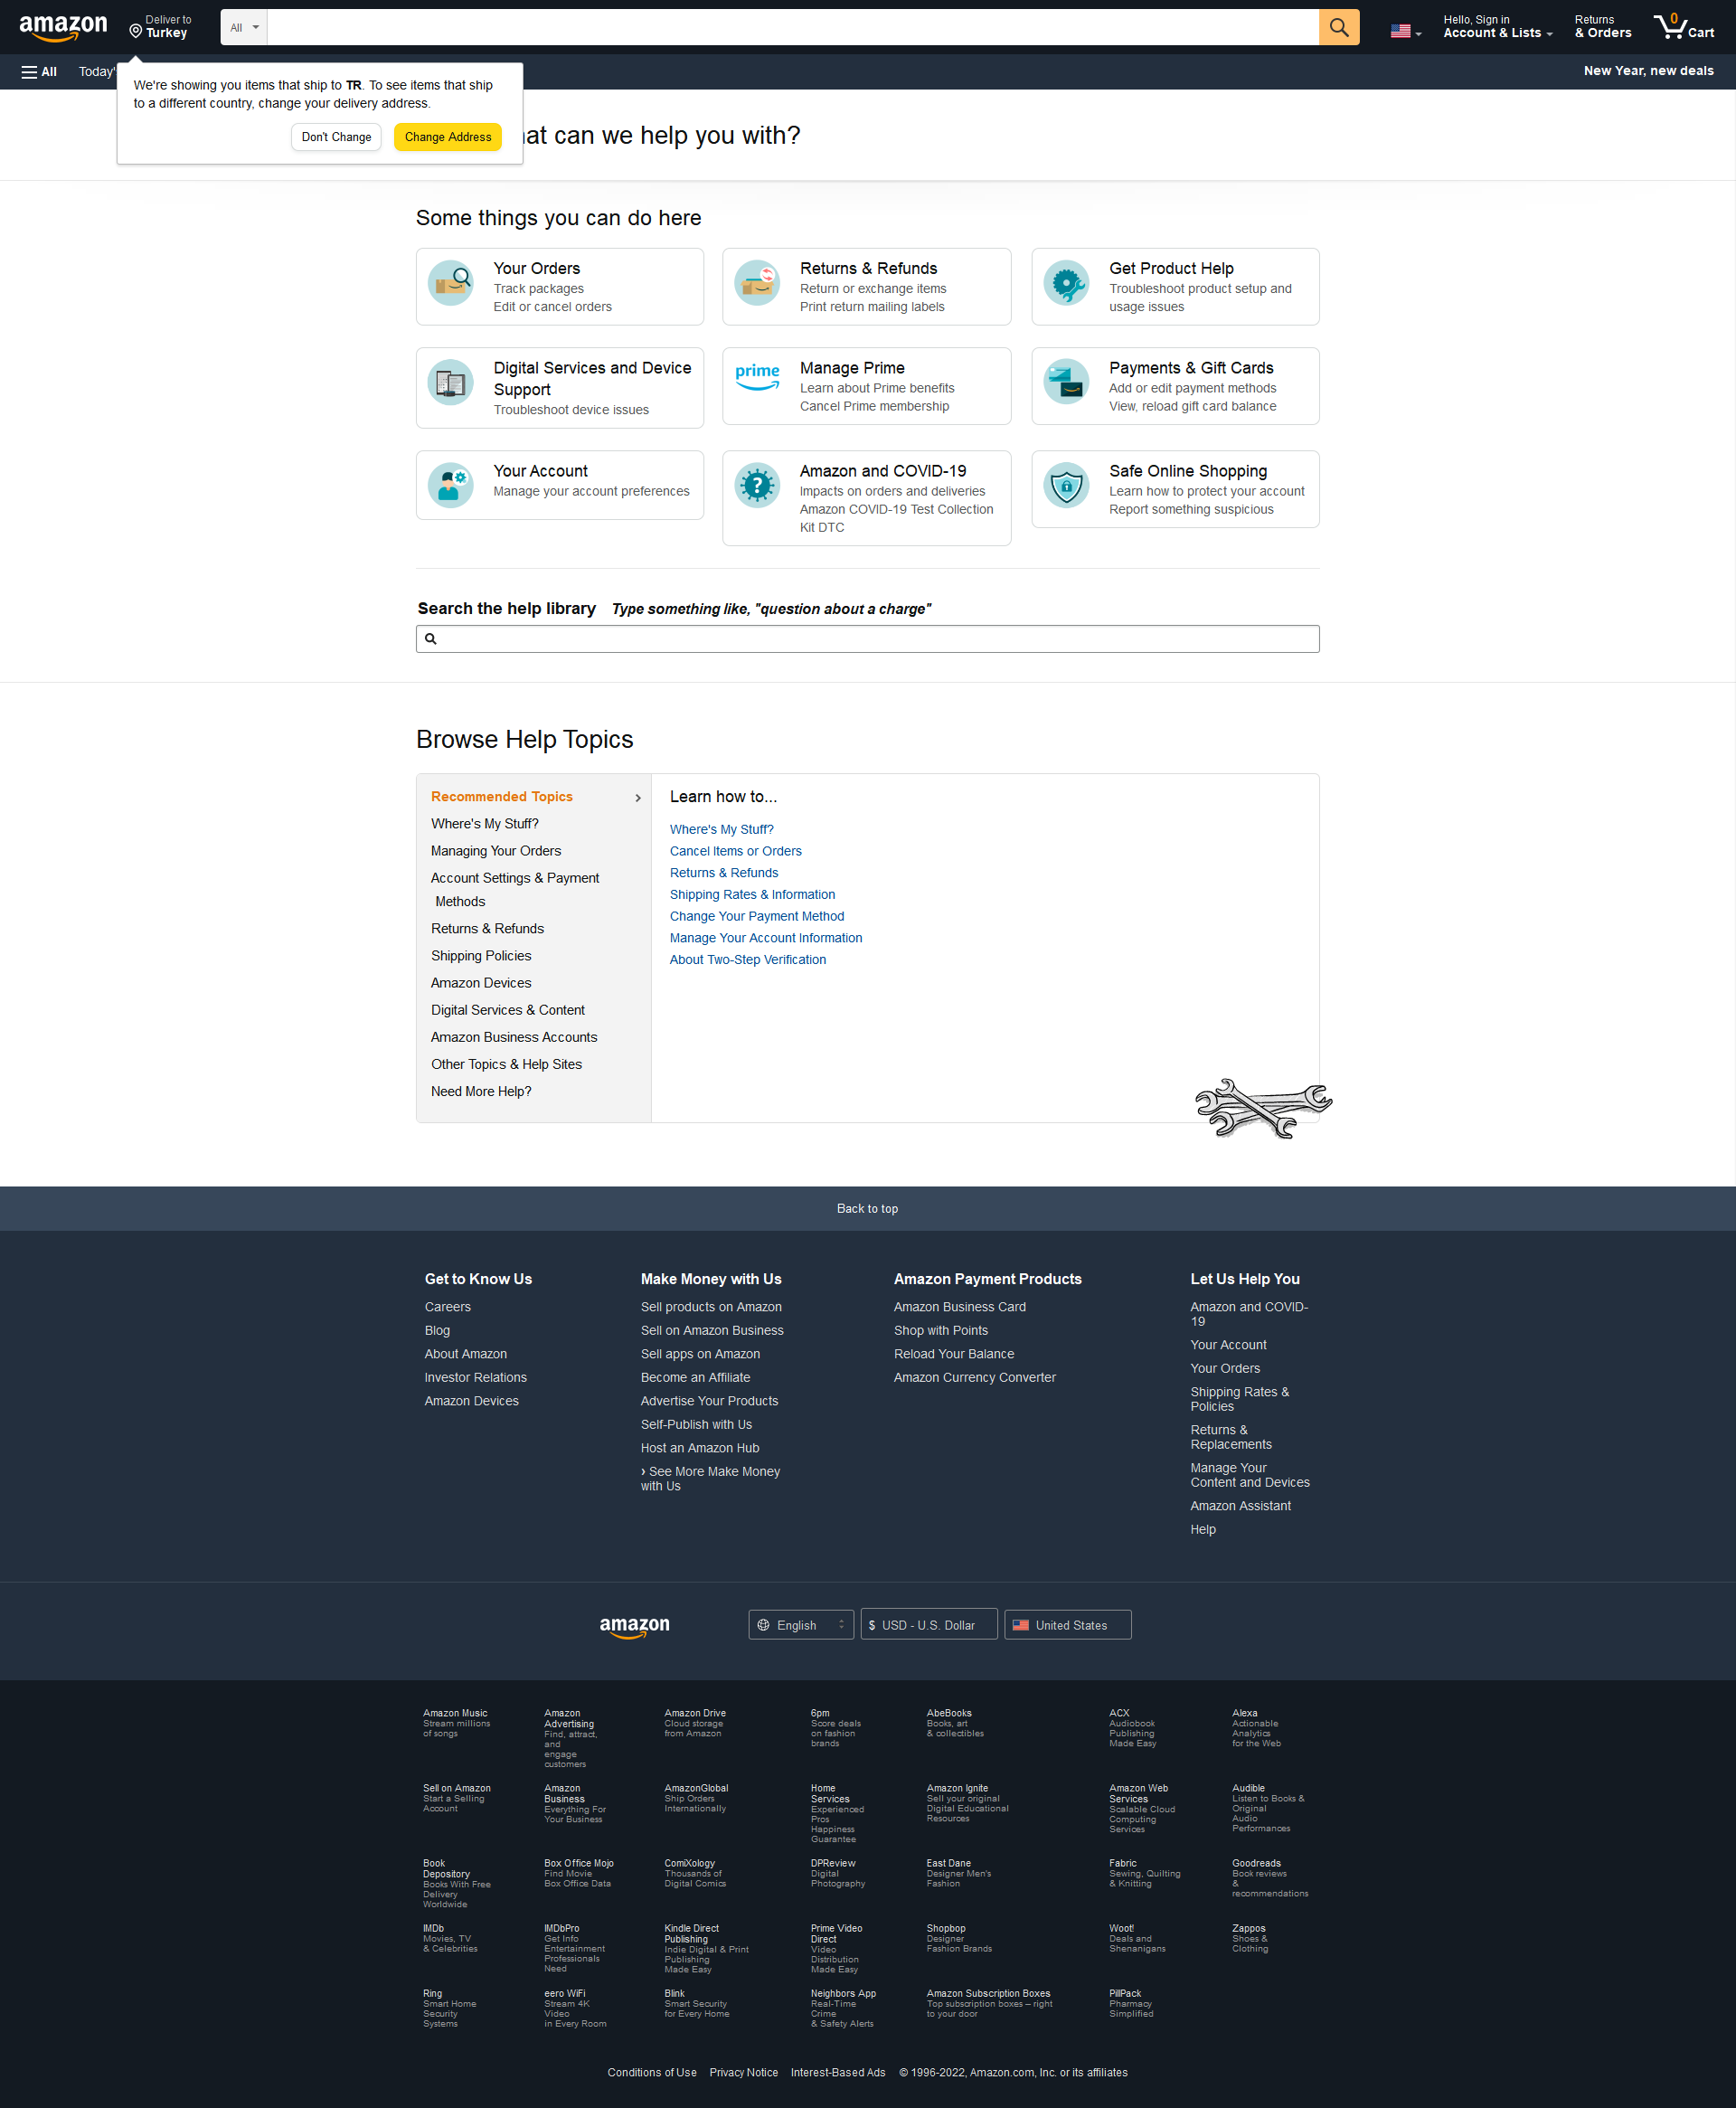 amazon
Deliver to
Turkey
All
Hello, Sign in
Account & Lists
Returns
& Orders
0
Cart
All
Today'
New Year, new deals
We're showing you items that ship to TR. To see items that ship
to a different country, change your delivery address.
Don't Change
Change Address
at can we help you with?
Some things you can do here
Your Orders
Track packages
Edit or cancel orders
Returns & Refunds
Return or exchange items
Print return mailing labels
Get Product Help
Troubleshoot product setup and
usage issues
Digital Services and Device
Support
Troubleshoot device issues
prime
Manage Prime
Learn about Prime benefits
Cancel Prime membership
Payments & Gift Cards
Add or edit payment methods
View, reload gift card balance
Your Account
Manage your account preferences
?
Amazon and COVID-19
Impacts on orders and deliveries
Amazon COVID-19 Test Collection
Kit DTC
Safe Online Shopping
Learn how to protect your account
Report something suspicious
Search the help library Type something like, "question about a charge"
Browse Help Topics
Recommended Topics
Where's My Stuff?
Managing Your Orders
Account Settings & Payment
Methods
Returns & Refunds
Shipping Policies
Amazon Devices
Digital Services & Content
Amazon Business Accounts
Other Topics & Help Sites
Need More Help?
Learn how to...
Where's My Stuff?
Cancel Items or Orders
Returns & Refunds
Shipping Rates & Information
Change Your Payment Method
Manage Your Account Information
About Two-Step Verification
Back to top
Get to Know Us
Careers
Blog
About Amazon
Investor Relations
Amazon Devices
Make Money with Us
Sell products on Amazon
Sell on Amazon Business
Sell apps on Amazon
Become an Affiliate
Advertise Your Products
Self-Publish with Us
Host an Amazon Hub
› See More Make Money
with Us
Amazon Payment Products
Amazon Business Card
Shop with Points
Reload Your Balance
Amazon Currency Converter
Let Us Help You
Amazon and COVID-
19
Your Account
Your Orders
Shipping Rates &
Policies
Returns &
Replacements
Manage Your
Content and Devices
Amazon Assistant
Help
amazon
English
$ USD - U.S. Dollar
United States
Amazon Music
Stream millions
of songs
Amazon
Advertising
Find, attract,
and
engage
customers
Amazon Drive
Cloud storage
from Amazon
6pm
Score deals
on fashion
brands
AbeBooks
Books, art
& collectibles
ACX
Audiobook
Publishing
Made Easy
Alexa
Actionable
Analytics
for the Web
Sell on Amazon
Start a Selling
Account
Amazon
Business
Everything For
Your Business
AmazonGlobal
Ship Orders
Internationally
Home
Services
Experienced
Pros
Happiness
Guarantee
Amazon Ignite
Sell your original
Digital Educational
Resources
Amazon Web
Services
Scalable Cloud
Computing
Services
Audible
Listen to Books &
Original
Audio
Performances
Book
Depository
Books With Free
Delivery
Worldwide
Box Office Mojo
Find Movie
Box Office Data
ComiXology
Thousands of
Digital Comics
DPReview
Digital
Photography
East Dane
Designer Men's
Fashion
Fabric
Sewing, Quilting
& Knitting
Goodreads
Book reviews
&
recommendations
IMDb
Movies, TV
& Celebrities
IMDbPro
Get Info
Entertainment
Professionals
Need
Kindle Direct
Publishing
Indie Digital & Print
Publishing
Made Easy
Prime Video
Direct
Video
Distribution
Made Easy
Shopbop
Designer
Fashion Brands
Woot!
Deals and
Shenanigans
Zappos
Shoes &
Clothing
Ring
Smart Home
Security
Systems
eero WiFi
Stream 4K
Video
in Every Room
Blink
Smart Security
for Every Home
Neighbors App
Real-Time
Crime
& Safety Alerts
Amazon Subscription Boxes
Top subscription boxes – right
to your door
PillPack
Pharmacy
Simplified
Conditions of Use Privacy Notice Interest-Based Ads © 1996-2022, Amazon.com, Inc. or its affiliates